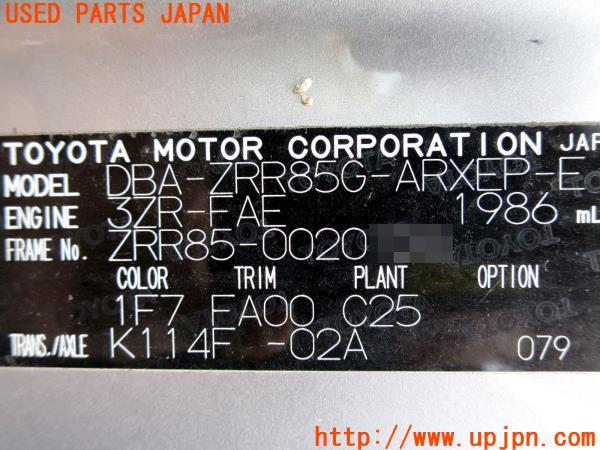 USED PARTS JAPAN
TOYOTA MOTOR CORPORATION JAP
MODEL DBA-ZRR85G-ARXEP-E
ENGINE 3ZR-FAE 1986 mL
FRAME No. ZRR85-0020
COLOR TRIM PLANT OPTION
1F7 FA00 C25
TRANS./AXLE K114F -02A 079
http://www.upjpn.com/